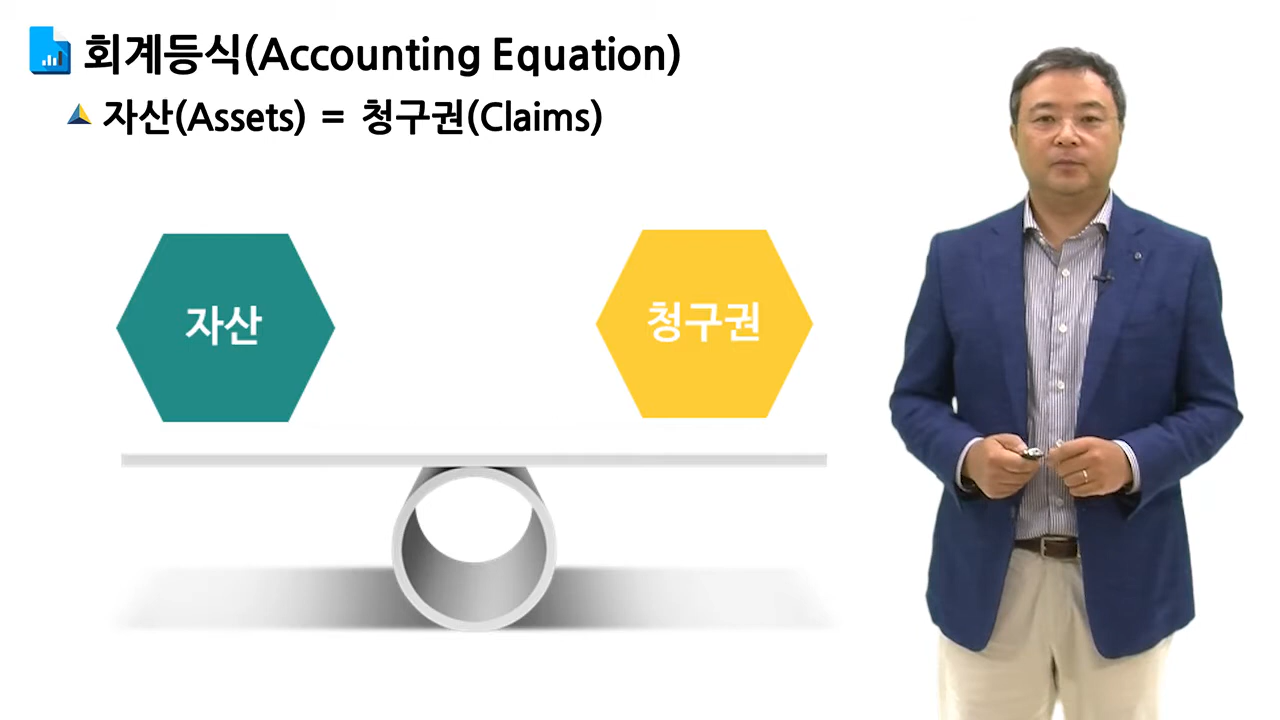 회계등식(Accounting Equation)
자산(Assets) = 청구권(Claims)
자산
청구권